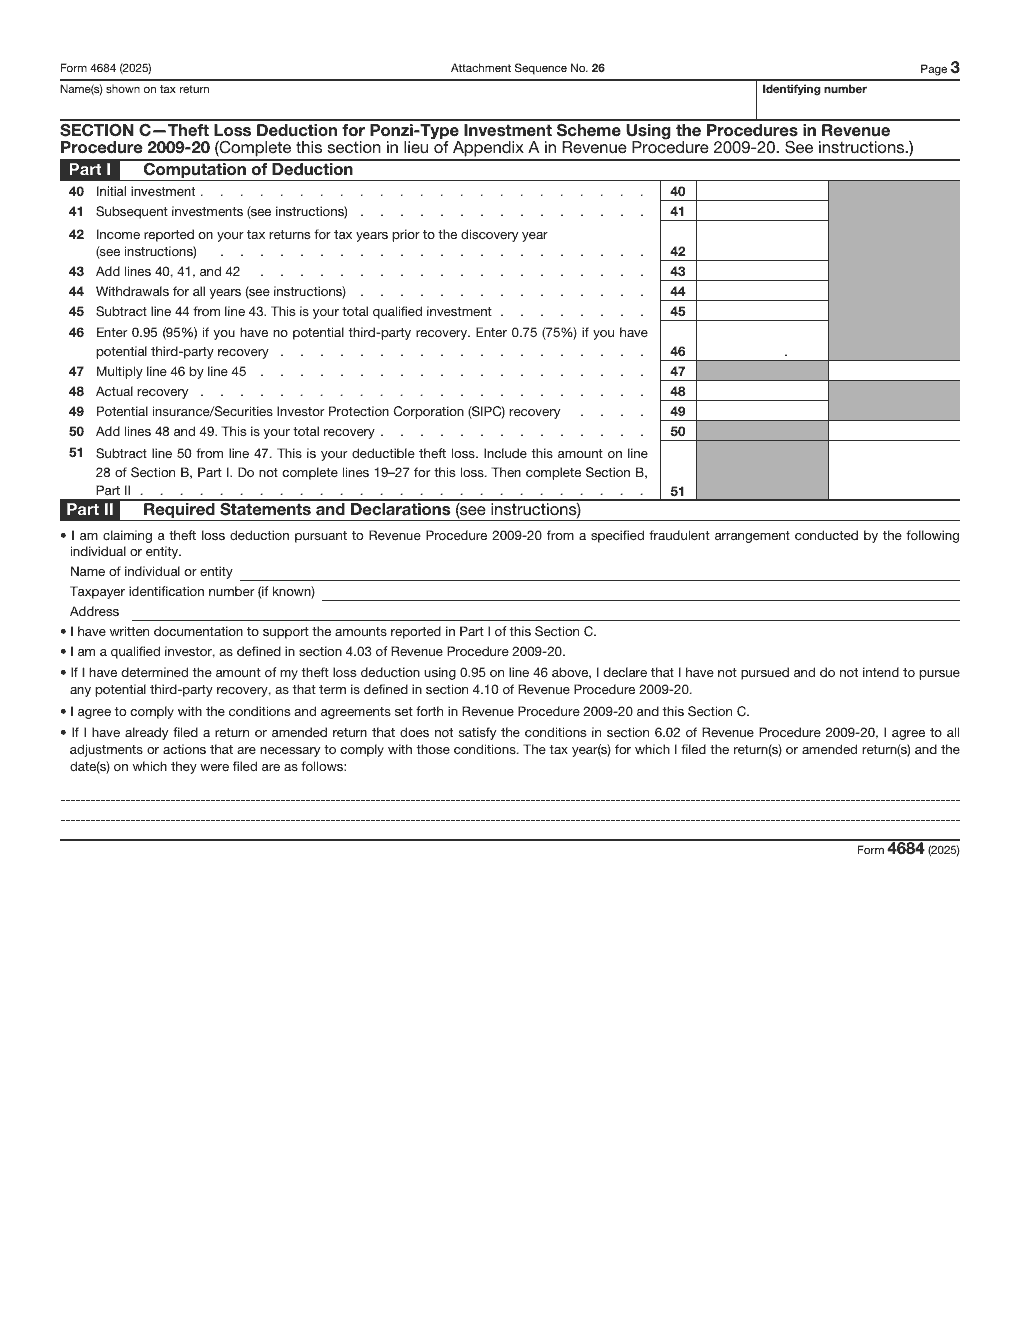 Form 4684 (2025) Attachment Sequence No. 26 Page 3
Name(s) shown on tax return Identifying number
SECTION C—Theft Loss Deduction for Ponzi-Type Investment Scheme Using the Procedures in Revenue
Procedure 2009-20 (Complete this section in lieu of Appendix A in Revenue Procedure 2009-20. See instructions.)
Part I Computation of Deduction
40 Initial investment . . . . . . . . . . . . . . . . . . . . . . . 40
41 Subsequent investments (see instructions) . . . . . . . . . . . . . . . 41
42 Income reported on your tax returns for tax years prior to the discovery year
(see instructions) . . . . . . . . . . . . . . . . . . . . . . 42
43 Add lines 40, 41, and 42 . . . . . . . . . . . . . . . . . . . . 43
44 Withdrawals for all years (see instructions) . . . . . . . . . . . . . . . 44
45 Subtract line 44 from line 43. This is your total qualified investment . . . . . . . . 45
46 Enter 0.95 (95%) if you have no potential third-party recovery. Enter 0.75 (75%) if you have
potential third-party recovery . . . . . . . . . . . . . . . . . . . 46 .
47 Multiply line 46 by line 45 . . . . . . . . . . . . . . . . . . . . 47
48 Actual recovery . . . . . . . . . . . . . . . . . . . . . . . 48
49 Potential insurance/Securities Investor Protection Corporation (SIPC) recovery . . . . 49
50 Add lines 48 and 49. This is your total recovery . . . . . . . . . . . . . . 50
51 Subtract line 50 from line 47. This is your deductible theft loss. Include this amount on line
28 of Section B, Part I. Do not complete lines 19–27 for this loss. Then complete Section B,
Part II . . . . . . . . . . . . . . . . . . . . . . . . . . 51
Part II Required Statements and Declarations (see instructions)
• I am claiming a theft loss deduction pursuant to Revenue Procedure 2009-20 from a specified fraudulent arrangement conducted by the following
individual or entity.
Name of individual or entity
Taxpayer identification number (if known)
Address
• I have written documentation to support the amounts reported in Part I of this Section C.
• I am a qualified investor, as defined in section 4.03 of Revenue Procedure 2009-20.
• If I have determined the amount of my theft loss deduction using 0.95 on line 46 above, I declare that I have not pursued and do not intend to pursue
any potential third-party recovery, as that term is defined in section 4.10 of Revenue Procedure 2009-20.
• I agree to comply with the conditions and agreements set forth in Revenue Procedure 2009-20 and this Section C.
• If I have already filed a return or amended return that does not satisfy the conditions in section 6.02 of Revenue Procedure 2009-20, I agree to all
adjustments or actions that are necessary to comply with those conditions. The tax year(s) for which I filed the return(s) or amended return(s) and the
date(s) on which they were filed are as follows:
Form 4684 (2025)